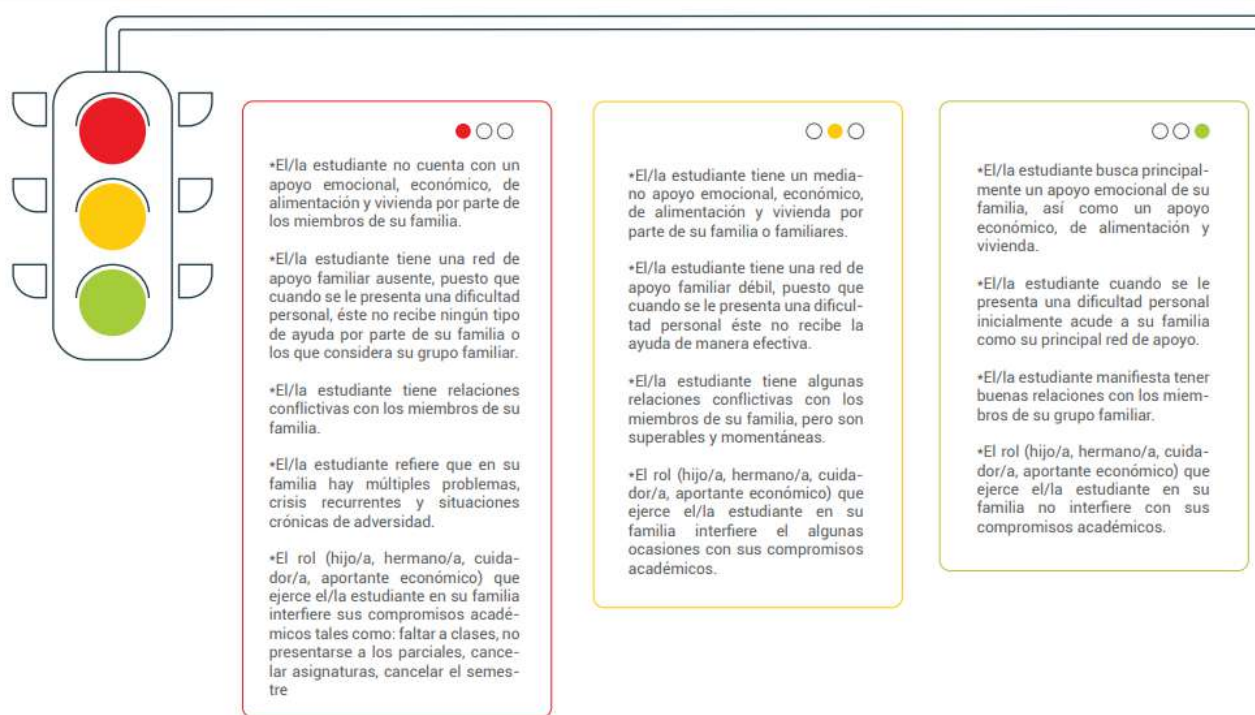 *El/la estudiante no cuenta con un
apoyo emocional, económico, de
alimentación y vivienda por parte de
los miembros de su familia.
*El/la estudiante tiene una red de
apoyo familiar ausente, puesto que
cuando se le presenta una dificultad
personal, éste no recibe ningún tipo
de ayuda por parte de su familia o
los que considera su grupo familiar.
*El/la estudiante tiene relaciones
conflictivas con los miembros de su
familia.
*El/la estudiante refiere que en su
familia hay múltiples problemas,
crisis recurrentes y situaciones
crónicas de adversidad.
*El rol (hijo/a, hermano/a, cuida-
dor/a, aportante económico) que
ejerce el/la estudiante en su familia
interfiere sus compromisos acadé-
micos tales como: faltar a clases, no
presentarse a los parciales, cance-
lar asignaturas, cancelar el semes-
tre
*El/la estudiante tiene un media-
no apoyo emocional, económico,
de alimentación y vivienda por
parte de su familia o familiares.
*El/la estudiante tiene una red de
apoyo familiar débil, puesto que
cuando se le presenta una dificul-
tad personal éste no recibe la
ayuda de manera efectiva.
*El/la estudiante tiene algunas
relaciones conflictivas con los
miembros de su familia, pero son
superables y momentáneas.
*El rol (hijo/a, hermano/a, cuida-
dor/a, aportante económico) que
ejerce el/la estudiante en su
familia interfiere el algunas
ocasiones con sus compromisos
académicos.
*El/la estudiante busca principal-
mente un apoyo emocional de su
familia, así como un apoyo
económico, de alimentación y
vivienda.
*El/la estudiante cuando se le
presenta una dificultad personal
inicialmente acude a su familia
como su principal red de apoyo.
*El/la estudiante manifiesta tener
buenas relaciones con los miem-
bros de su grupo familiar.
*El rol (hijo/a, hermano/a, cuida-
dor/a, aportante económico) que
ejerce el/la estudiante en su
familia no interfiere con sus
compromisos académicos.